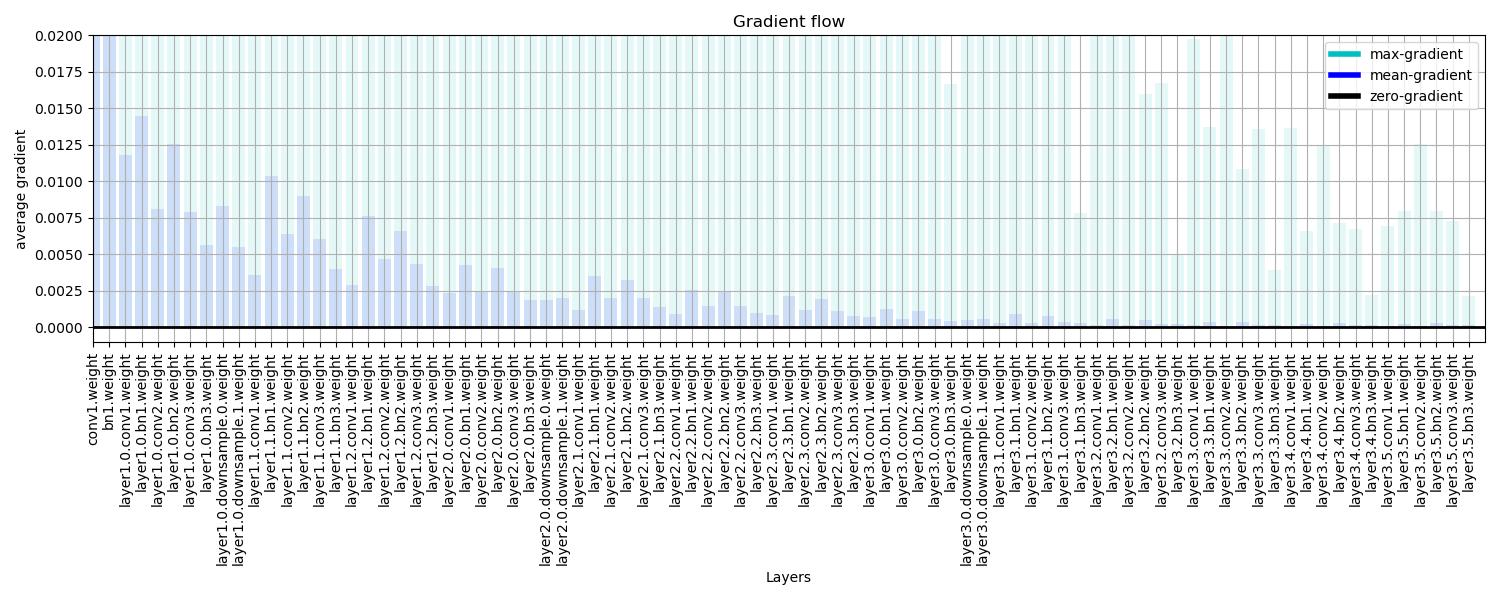 Gradient flow
0.0200
0.0175
0.0150
0.0125
0.0100
0.0075
0.0050
0.0025
0.0000
average gradient
max-gradient
mean-gradient
zero-gradient
conv1.weight
bn1.weight
layer1.0.conv1.weight
layer1.0.bn1.weight
layer1.0.conv2.weight
layer1.0.bn2.weight
layer1.0.conv3.weight
layer1.0.bn3.weight
layer1.0.downsample.0.weight
layer1.0.downsample.1.weight
layer1.1.conv1.weight
layer1.1.bn1.weight
layer1.1.conv2.weight
layer1.1.bn2.weight
layer1.1.conv3.weight
layer1.1.bn3.weight
layer1.2.conv1.weight
layer1.2.bn1.weight
layer1.2.conv2.weight
layer1.2.bn2.weight
layer1.2.conv3.weight
layer1.2.bn3.weight
layer2.0.conv1.weight
layer2.0.bn1.weight
layer2.0.conv2.weight
layer2.0.bn2.weight
layer2.0.conv3.weight
layer2.0.bn3.weight
layer2.0.downsample.0.weight
layer2.0.downsample.1.weight
layer2.1.conv1.weight
layer2.1.bn1.weight
layer2.1.conv2.weight
layer2.1.bn2.weight
layer2.1.conv3.weight
layer2.1.bn3.weight
layer2.2.conv1.weight
layer2.2.bn1.weight
layer2.2.conv2.weight
layer2.2.bn2.weight
layer2.2.conv3.weight
layer2.2.bn3.weight
layer2.3.conv1.weight
layer2.3.bn1.weight
layer2.3.conv2.weight
layer2.3.bn2.weight
layer2.3.conv3.weight
layer2.3.bn3.weight
layer3.0.conv1.weight
layer3.0.bn1.weight
layer3.0.conv2.weight
layer3.0.bn2.weight
layer3.0.conv3.weight
layer3.0.bn3.weight
layer3.0.downsample.0.weight
layer3.0.downsample.1.weight
layer3.1.conv1.weight
layer3.1.bn1.weight
layer3.1.conv2.weight
layer3.1.bn2.weight
layer3.1.conv3.weight
layer3.1.bn3.weight
layer3.2.conv1.weight
layer3.2.bn1.weight
layer3.2.conv2.weight
layer3.2.bn2.weight
layer3.2.conv3.weight
layer3.2.bn3.weight
layer3.3.conv1.weight
layer3.3.bn1.weight
layer3.3.conv2.weight
layer3.3.bn2.weight
layer3.3.conv3.weight
layer3.3.bn3.weight
layer3.4.conv1.weight
layer3.4.bn1.weight
layer3.4.conv2.weight
layer3.4.bn2.weight
layer3.4.conv3.weight
layer3.4.bn3.weight
layer3.5.conv1.weight
layer3.5.bn1.weight
layer3.5.conv2.weight
layer3.5.bn2.weight
layer3.5.conv3.weight
layer3.5.bn3.weight
Layers